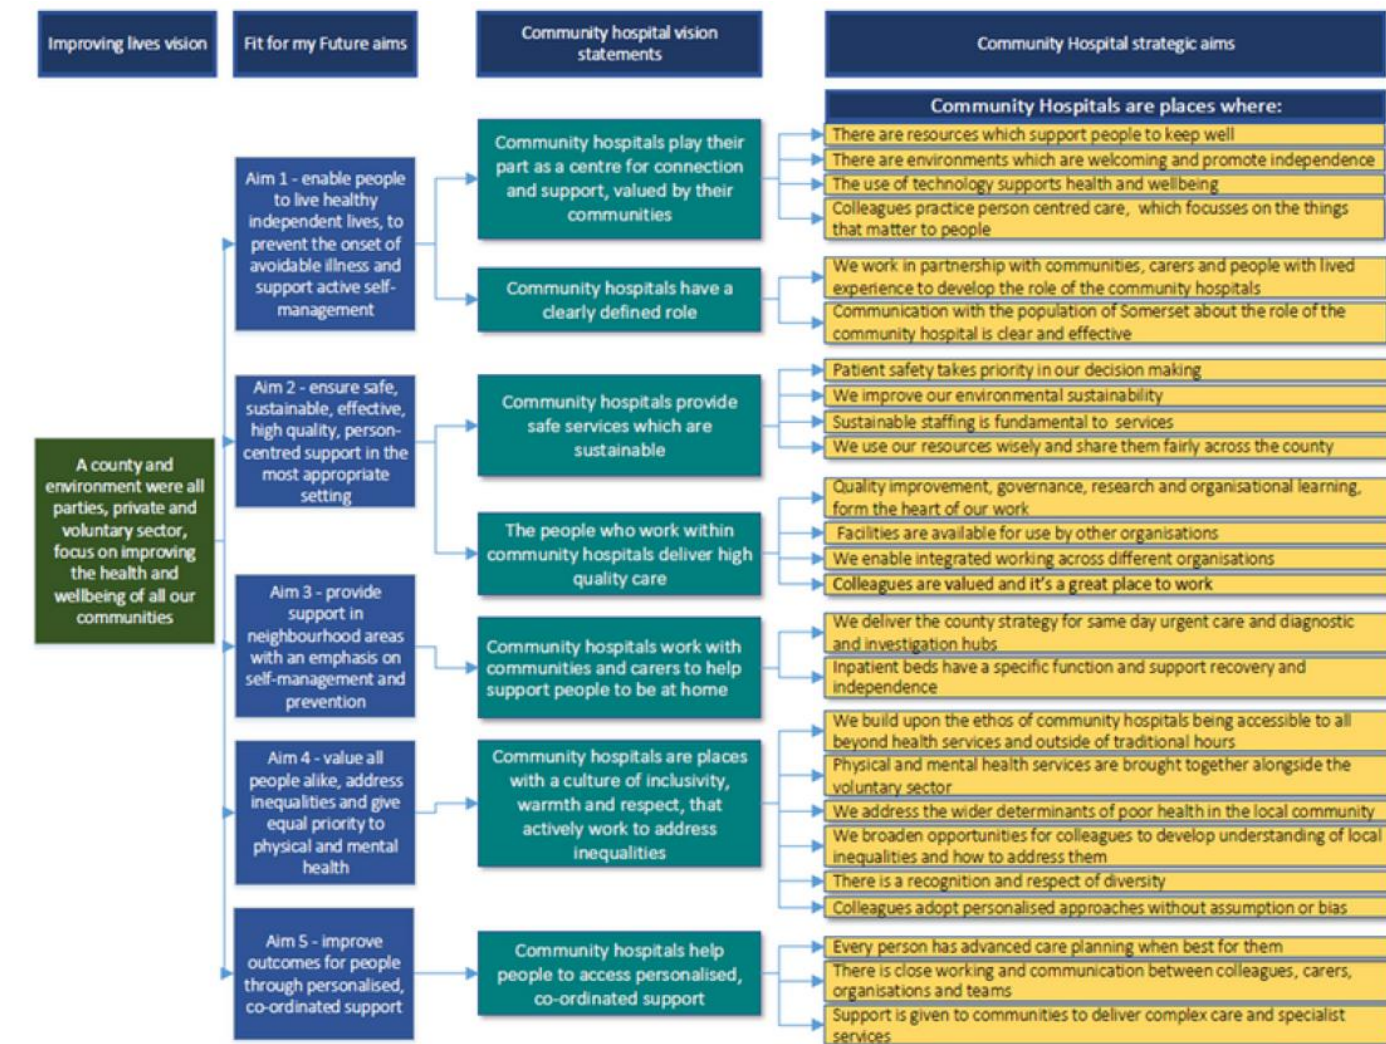 Improving lives vision
Fit for my Future aims
Community hospital vision
statements
Community Hospital strategic aims
Community Hospitals are places where:
A county and
environment were all
parties, private and
voluntary sector,
focus on improving
the health and
wellbeing of all our
communities
Aim 1 - enable people
to live healthy
independent lives, to
prevent the onset of
avoidable illness and
support active self-
management
Community hospitals play their
part as a centre for connection
and support, valued by their
communities
There are resources which support people to keep well
There are environments which are welcoming and promote independence
The use of technology supports health and wellbeing
Colleagues practice person centred care, which focusses on the things
that matter to people
Community hospitals have a
clearly defined role
We work in partnership with communities, carers and people with lived
experience to develop the role of the community hospitals
Communication with the population of Somerset about the role of the
community hospital is clear and effective
Aim 2 - ensure safe,
sustainable, effective,
high quality, person-
centred support in the
most appropriate
setting
Community hospitals provide
safe services which are
sustainable
Patient safety takes priority in our decision making
We improve our environmental sustainability
Sustainable staffing is fundamental to services
We use our resources wisely and share them fairly across the county
The people who work within
community hospitals deliver high
quality care
Quality improvement, governance, research and organisational learning,
form the heart of our work
Facilities are available for use by other organisations
We enable integrated working across different organisations
Colleagues are valued and it's a great place to work
Aim 3 - provide
support in
neighbourhood areas
with an emphasis on
self-management and
prevention
Community hospitals work with
communities and carers to help
support people to be at home
We deliver the county strategy for same day urgent care and diagnostic
and investigation hubs
Inpatient beds have a specific function and support recovery and
independence
Aim 4 - value all
people alike, address
inequalities and give
equal priority to
physical and mental
health
Community hospitals are places
with a culture of inclusivity,
warmth and respect, that
actively work to address
inequalities
We build upon the ethos of community hospitals being accessible to all
beyond health services and outside of traditional hours
Physical and mental health services are brought together alongside the
voluntary sector
We address the wider determinants of poor health in the local community
We broaden opportunities for colleagues to develop understanding of local
inequalities and how to address them
There is a recognition and respect of diversity
Colleagues adopt personalised approaches without assumption or bias
Aim 5 - improve
outcomes for people
through personalised,
co-ordinated support
Community hospitals help
people to access personalised,
co-ordinated support
Every person has advanced care planning when best for them
There is close working and communication between colleagues, carers,
organisations and teams
Support is given to communities to deliver complex care and specialist
services